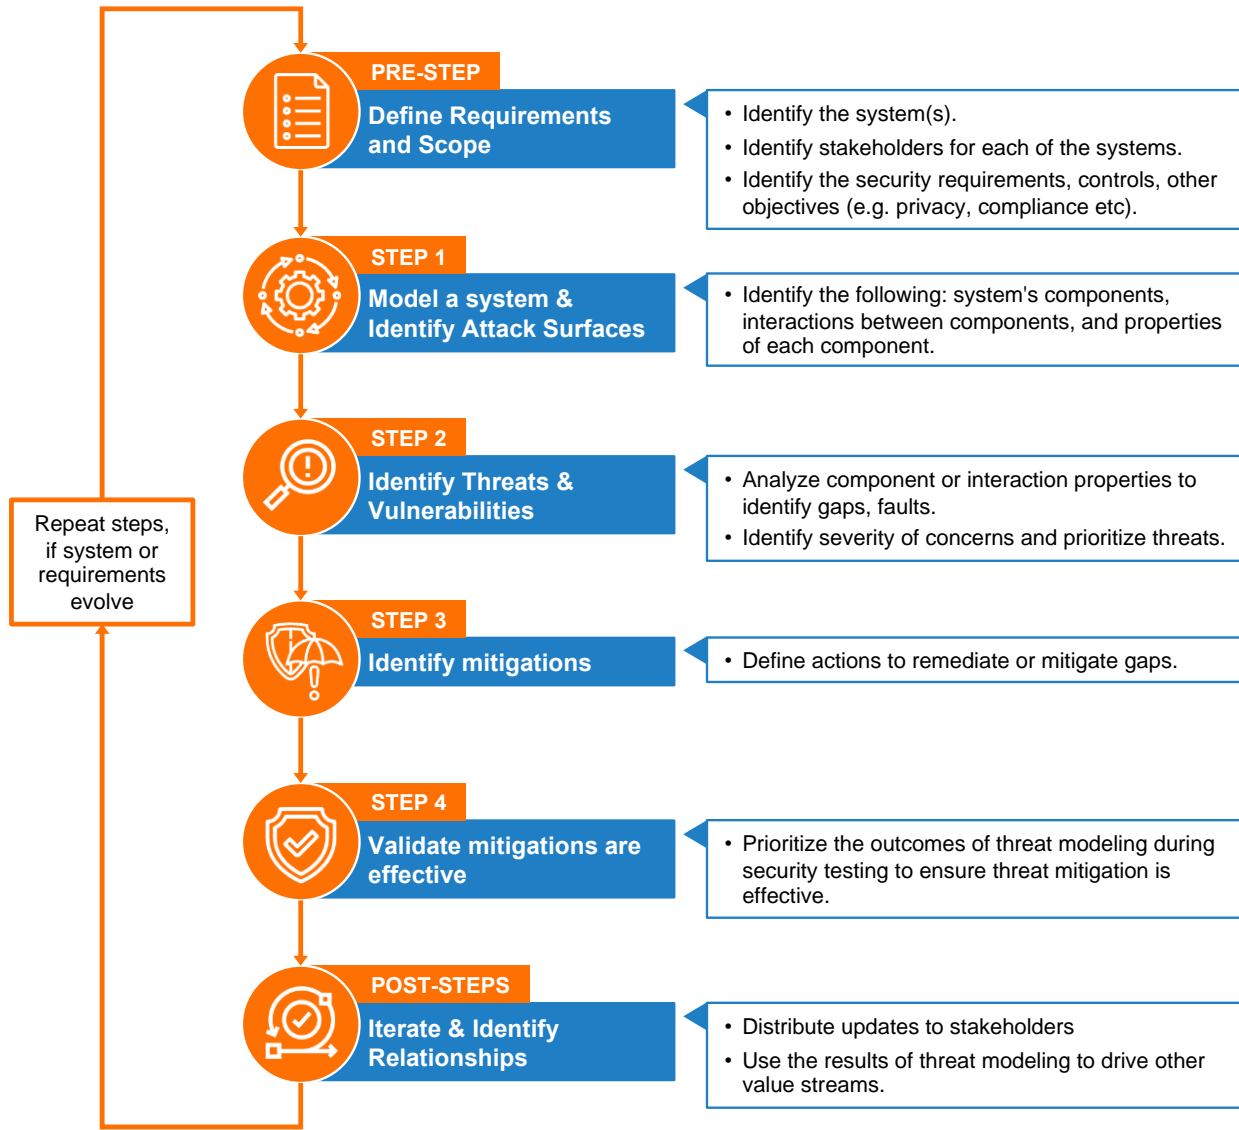 PRE-STEP
Define Requirements
and Scope
• Identify the system(s).
• Identify stakeholders for each of the systems.
• Identify the security requirements, controls, other
objectives (e.g. privacy, compliance etc).
STEP 1
Model a system &
Identify Attack Surfaces
• Identify the following: system's components,
interactions between components, and properties
of each component.
STEP 2
Identify Threats &
Vulnerabilities
• Analyze component or interaction properties to
identify gaps, faults.
• Identify severity of concerns and prioritize threats.
Repeat steps,
if system or
requirements
evolve
STEP 3
Identify mitigations
• Define actions to remediate or mitigate gaps.
STEP 4
Validate mitigations are
effective
• Prioritize the outcomes of threat modeling during
security testing to ensure threat mitigation is
effective.
POST-STEPS
Iterate & Identify
Relationships
• Distribute updates to stakeholders
• Use the results of threat modeling to drive other
value streams.